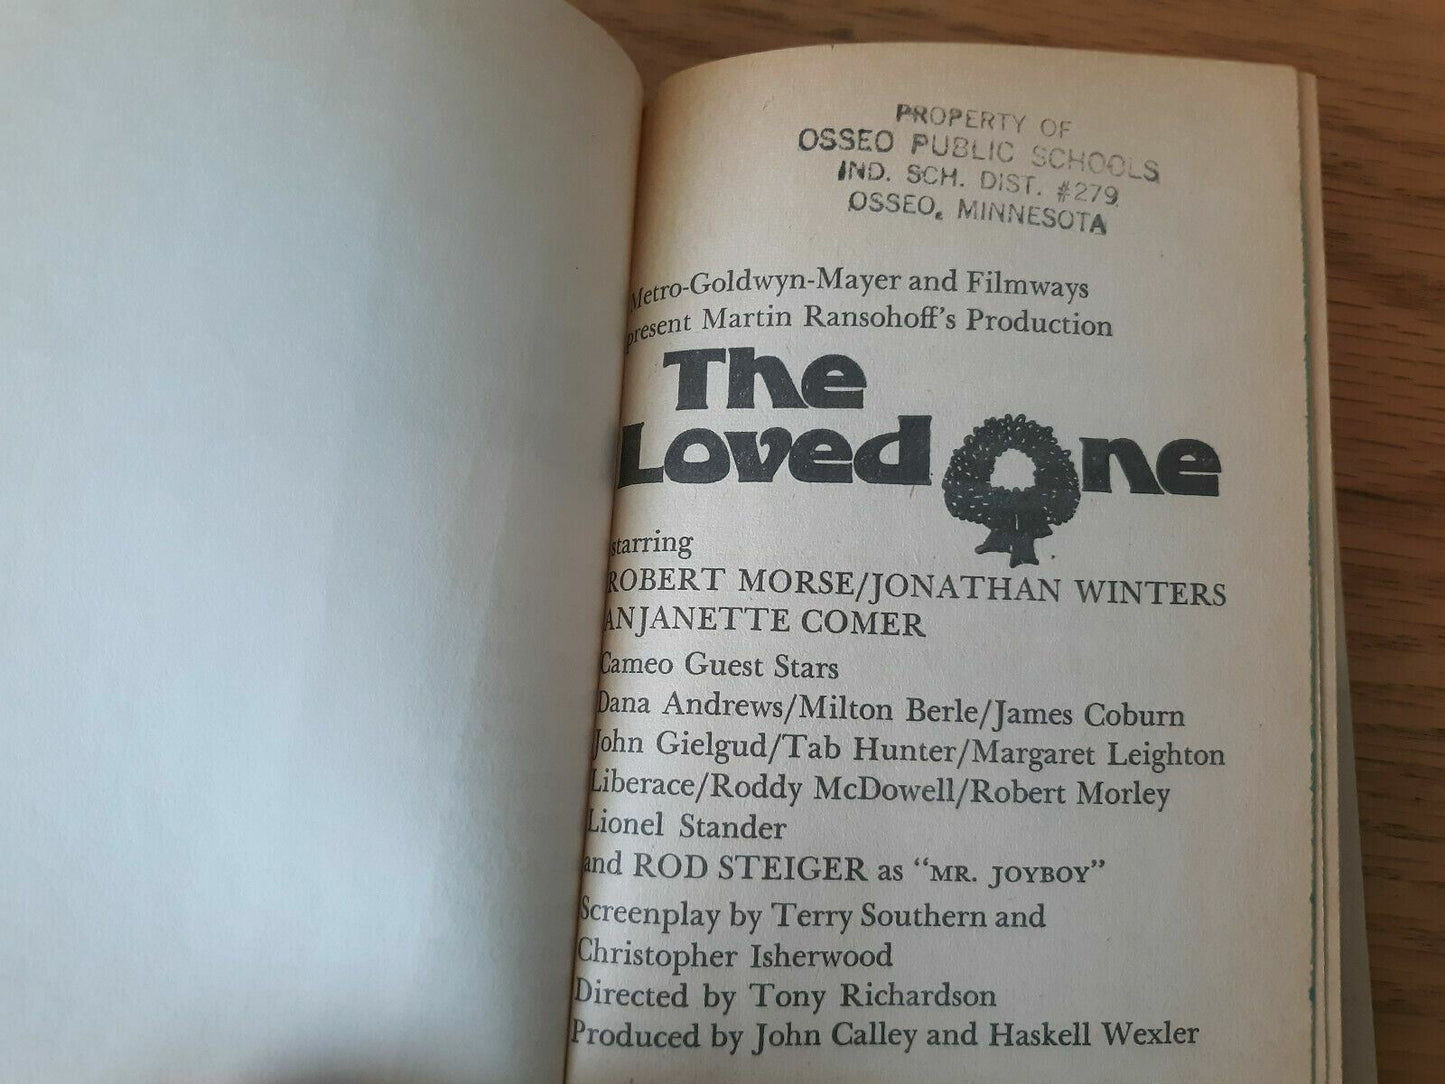 PROPERTY OF
OSSEO PUBLIC SCHOOLS
IND. SCH. DIST. #279
OSSEO, MINNESOTA
Metro-Goldwyn-Mayer and Filmways
present Martin Ransohoff's Production
The
Loved One
starring
ROBERT MORSE/JONATHAN WINTERS
ANJANETTE COMER
Cameo Guest Stars
Dana Andrews/Milton Berle/James Coburn
John Gielgud/Tab Hunter/Margaret Leighton
Liberace/Roddy McDowell/Robert Morley
Lionel Stander
and ROD STEIGER as "MR. JOYBOY"
Screenplay by Terry Southern and
Christopher Isherwood
Directed by Tony Richardson
Produced by John Calley and Haskell Wexler